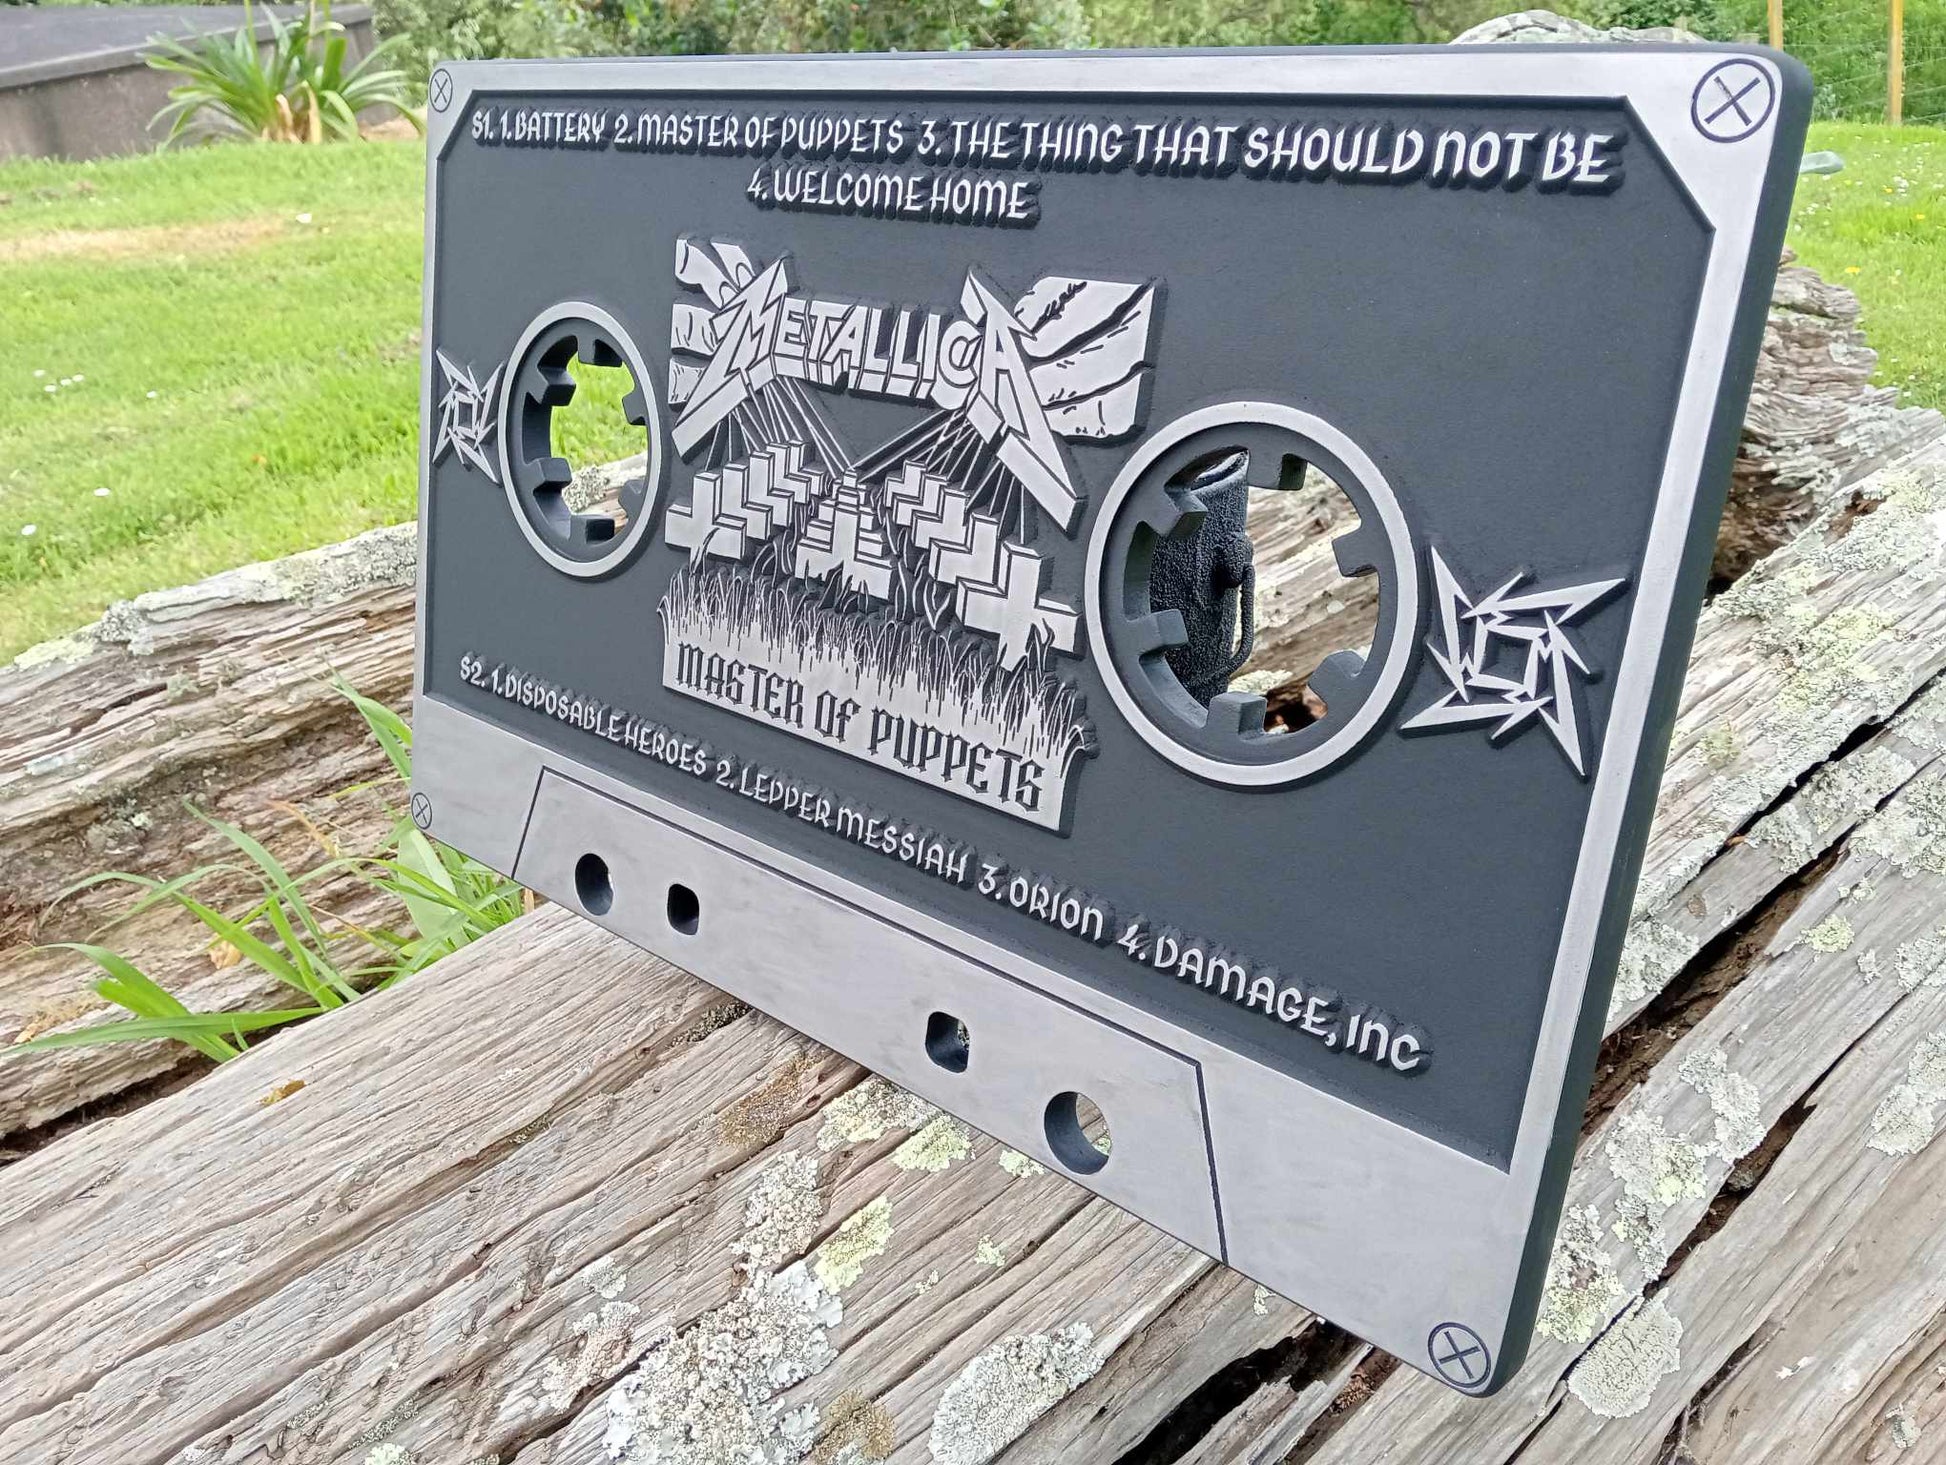 S1. 1. BATTERY 2. MASTER OF PUPPETS 3. THE THING THAT SHOULD NOT BE
4. WELCOME HOME
METALLICA
MASTER OF PUPPETS
S2. 1. DISPOSABLE HEROES 2. LEPPER MESSIAH 3. ORION 4. DAMAGE, INC